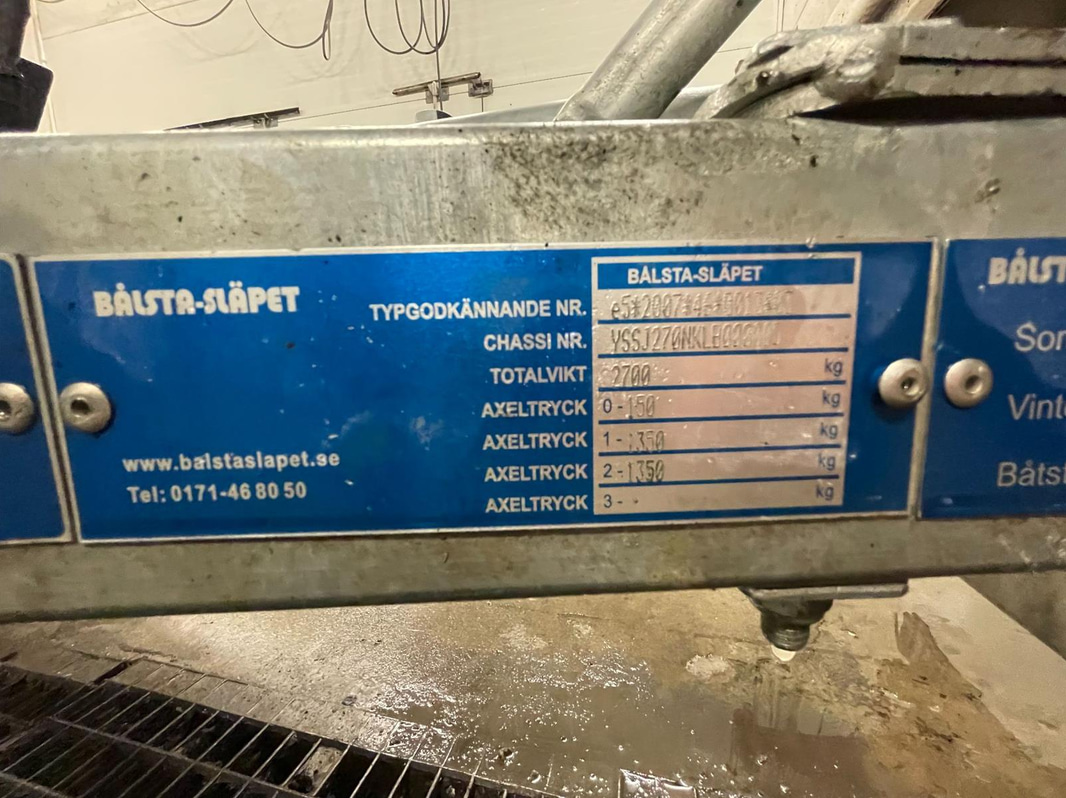 BÅLSTA-SLÄPET
www.balstaslapet.se
Tel: 0171-46 80 50
BÅLSTA-SLÄPET
TYPGODKÄNNANDE NR.
CHASSI NR.
TOTALVIKT 2700 kg
AXELTRYCK 0 - 150 kg
AXELTRYCK 1 - 1350 kg
AXELTRYCK 2 - 1350 kg
AXELTRYCK 3 - kg
BÅLST
Sor
Vint
Båtst